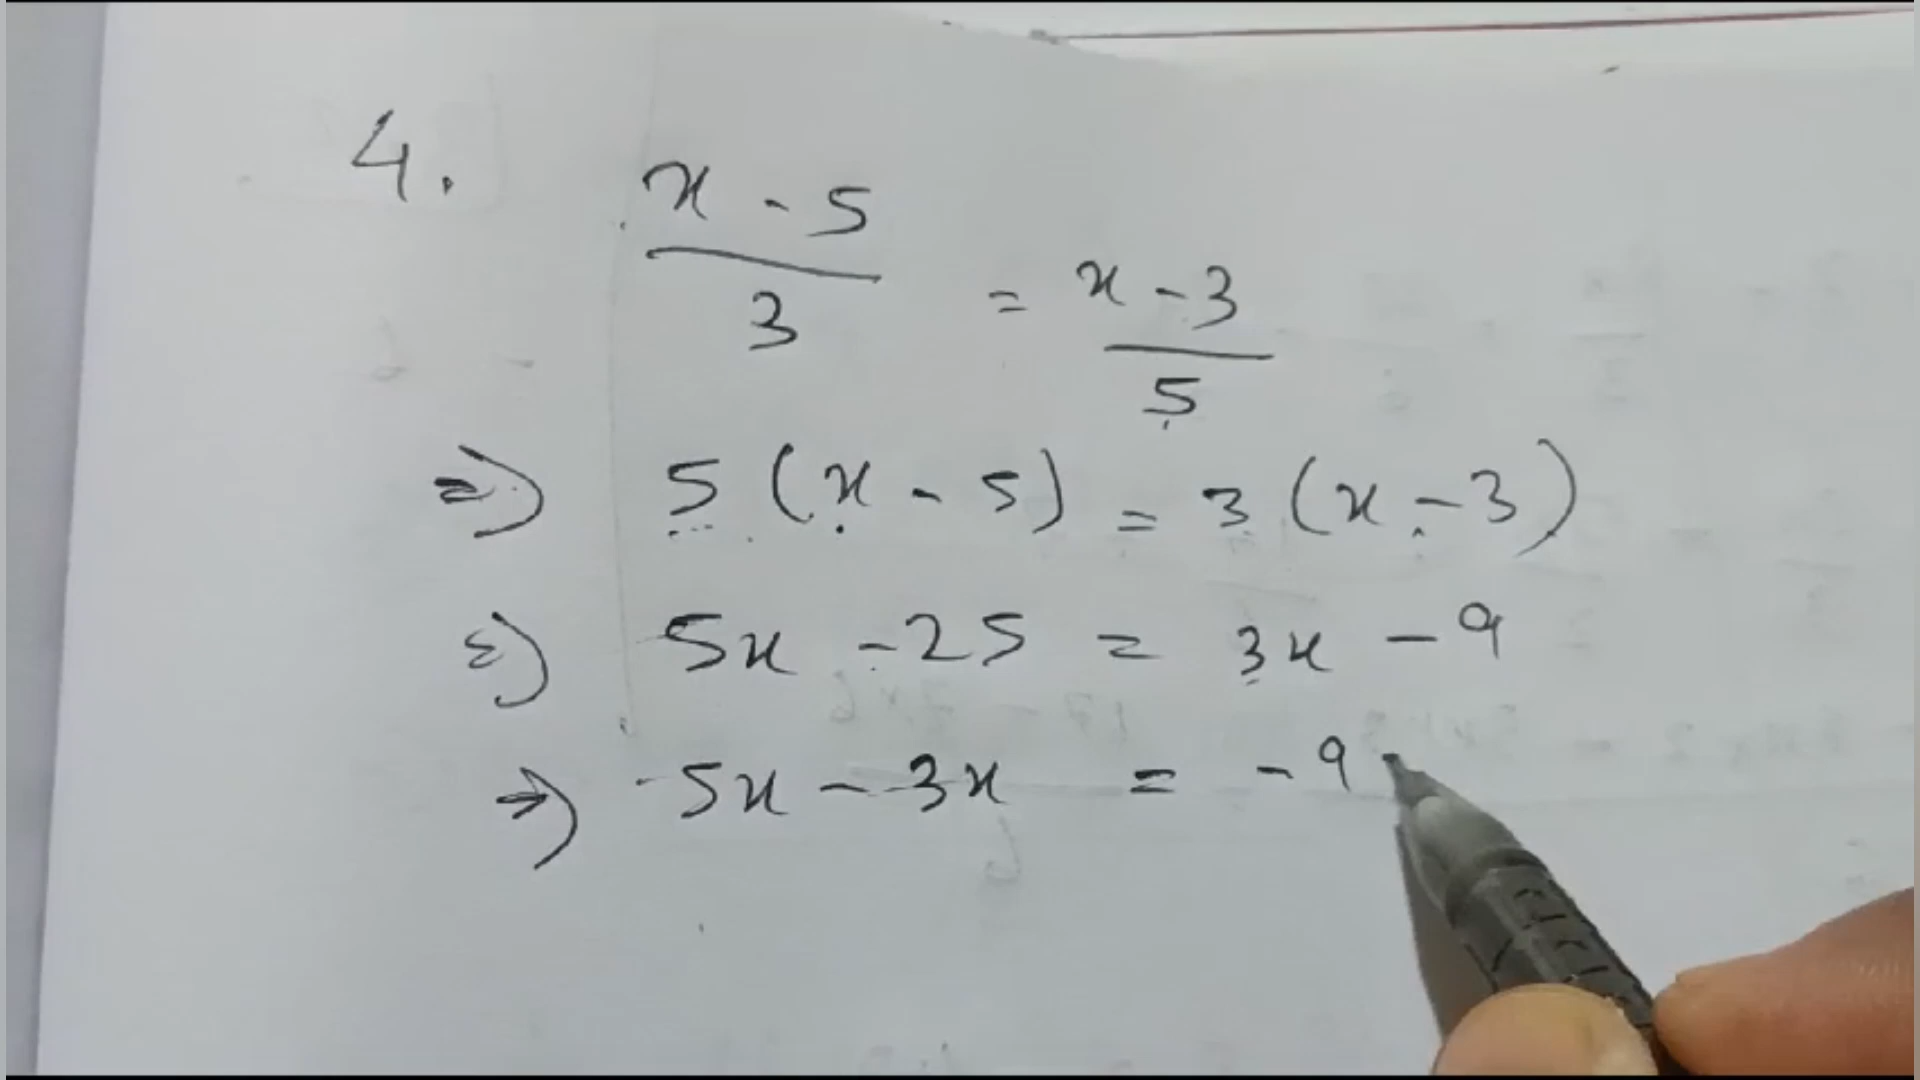 4. x - 5 / 3 = x - 3 / 5
=> 5 (x - 5) = 3 (x - 3)
=> 5x - 25 = 3x - 9
=> 5x - 3x = - 9